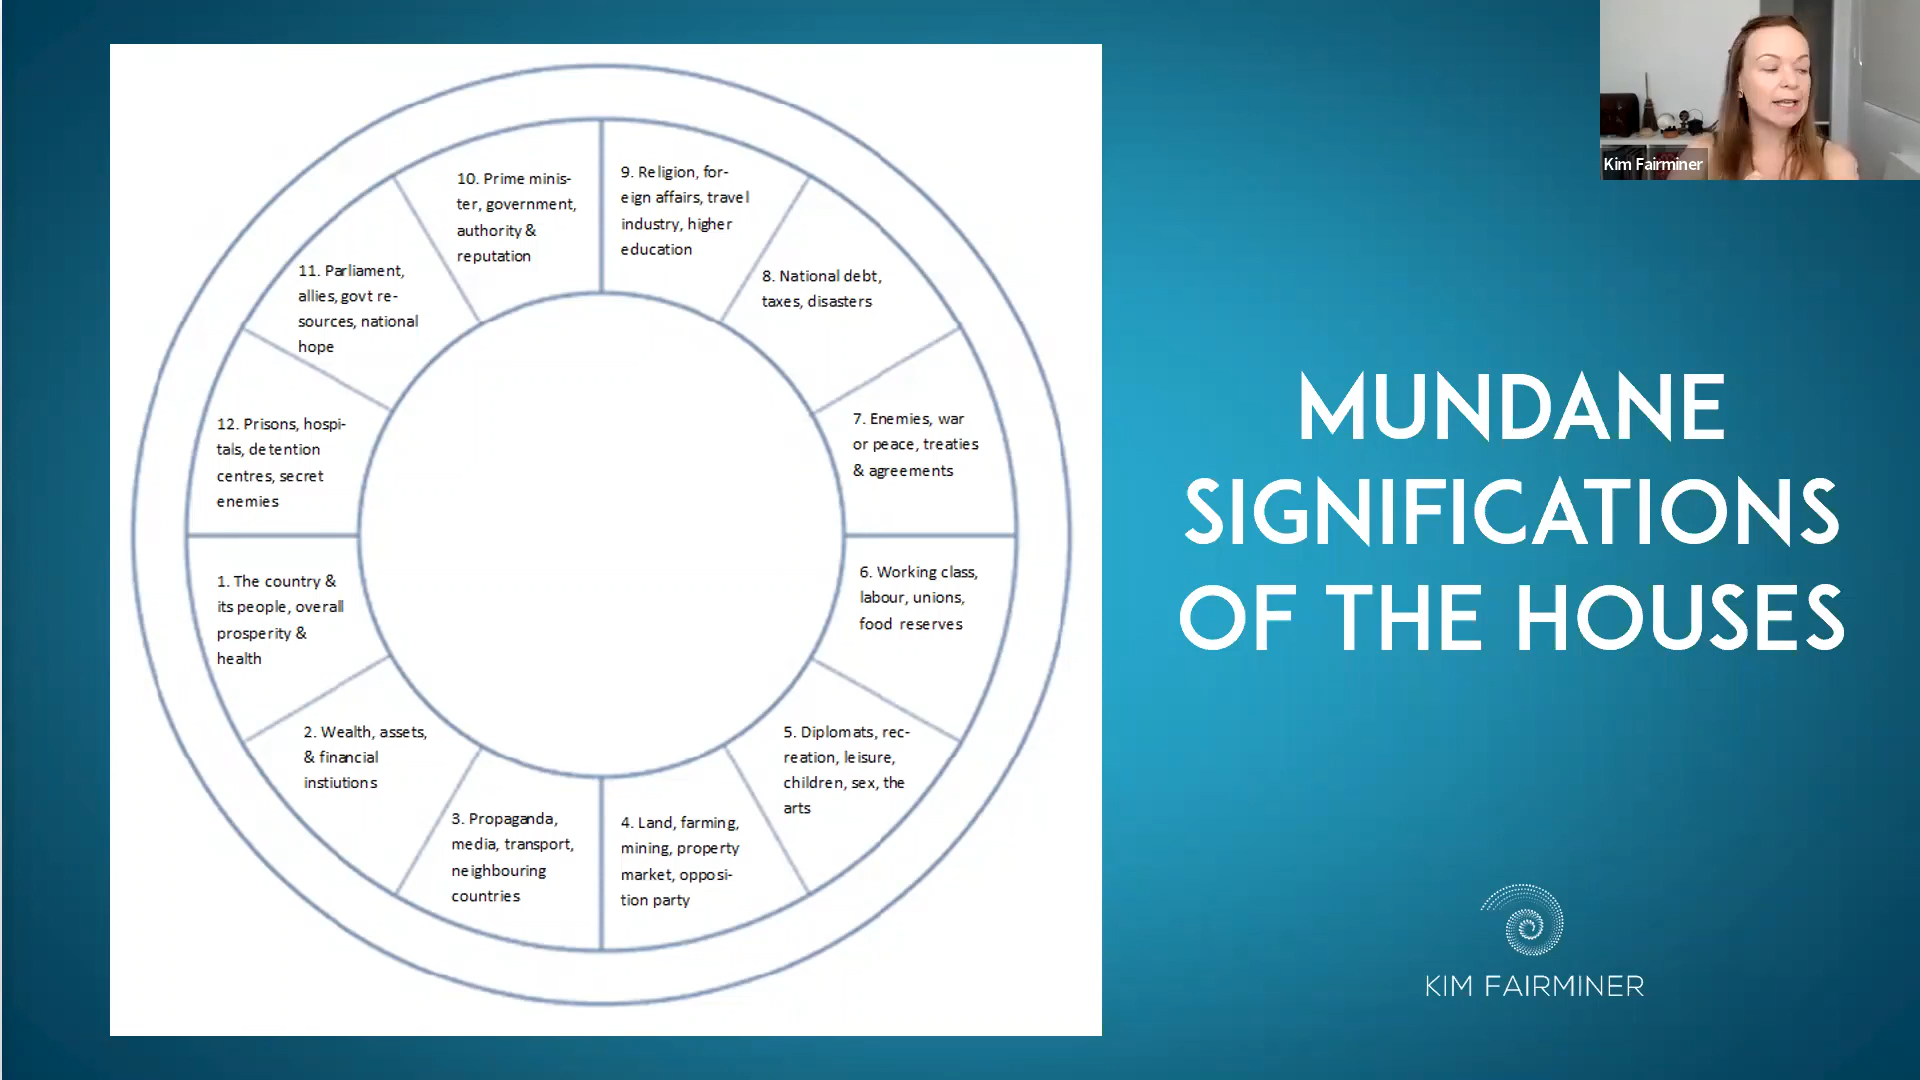 10. Prime minis-
ter, government,
authority &
reputation
9. Religion, for-
eign affairs, travel
industry, higher
education
11. Parliament,
allies, govt re-
sources, national
hope
8. National debt,
taxes, disasters
12. Prisons, hospi-
tals, detention
centres, secret
enemies
7. Enemies, war
or peace, treaties
& agreements
1. The country &
its people, overall
prosperity &
health
6. Working class,
labour, unions,
food reserves
2. Wealth, assets,
& financial
instiutions
5. Diplomats, rec-
reation, leisure,
children, sex, the
arts
3. Propaganda,
media, transport,
neighbouring
countries
4. Land, farming,
mining, property
market, opposi-
tion party
Kim Fairminer
MUNDANE
SIGNIFICATIONS
OF THE HOUSES
KIM FAIRMINER